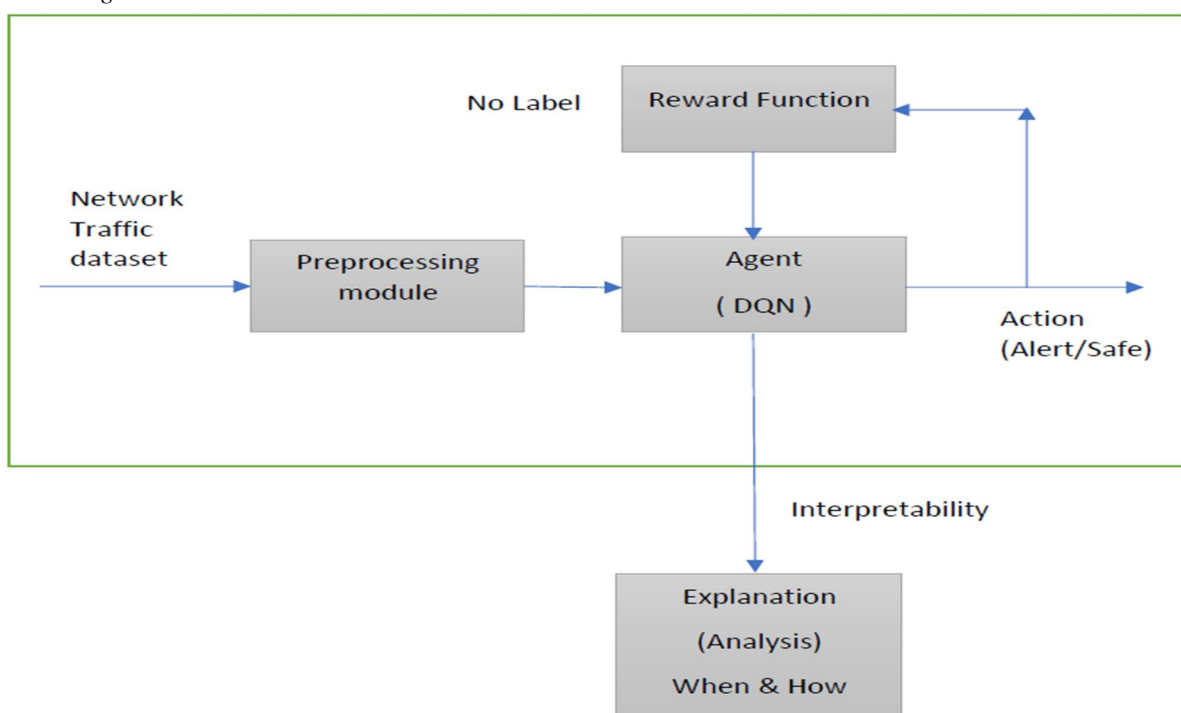 No Label
Reward Function
Network
Traffic
dataset
Preprocessing
module
Agent
( DQN )
Action
(Alert/Safe)
Interpretability
Explanation
(Analysis)
When & How